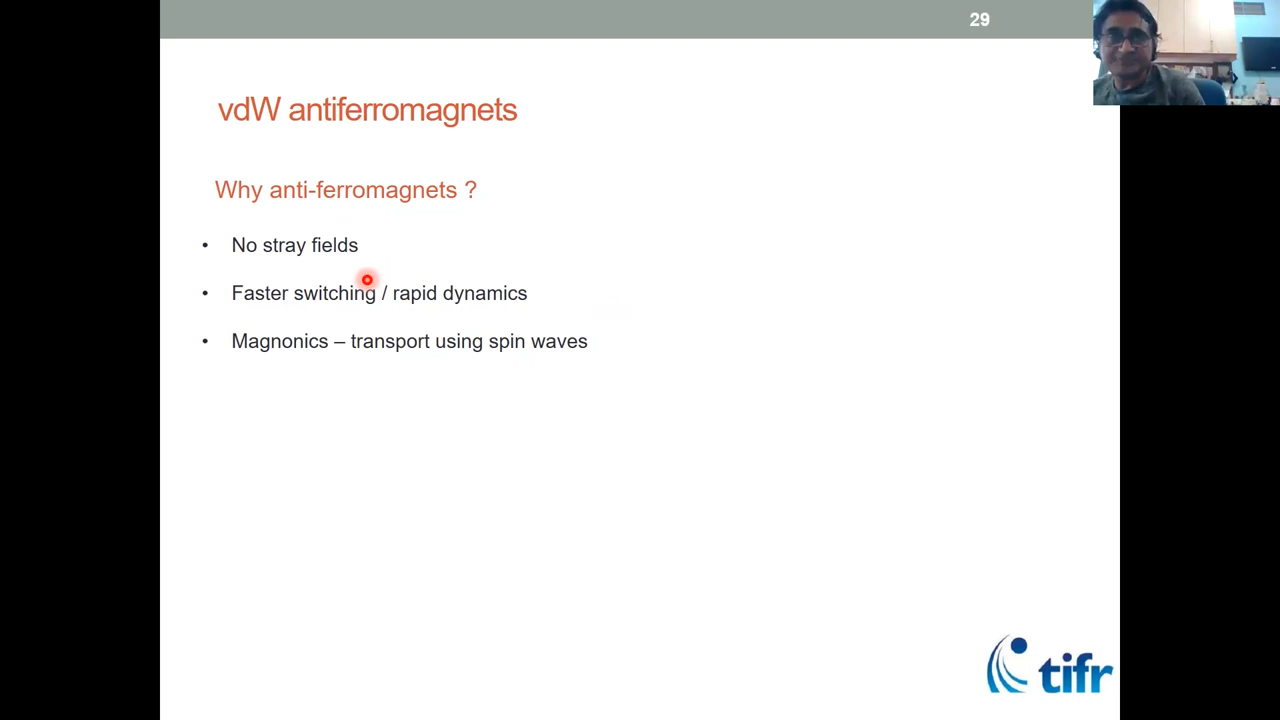 29
vdW antiferromagnets
Why anti-ferromagnets ?
• No stray fields
• Faster switching / rapid dynamics
• Magnonics – transport using spin waves
tifr